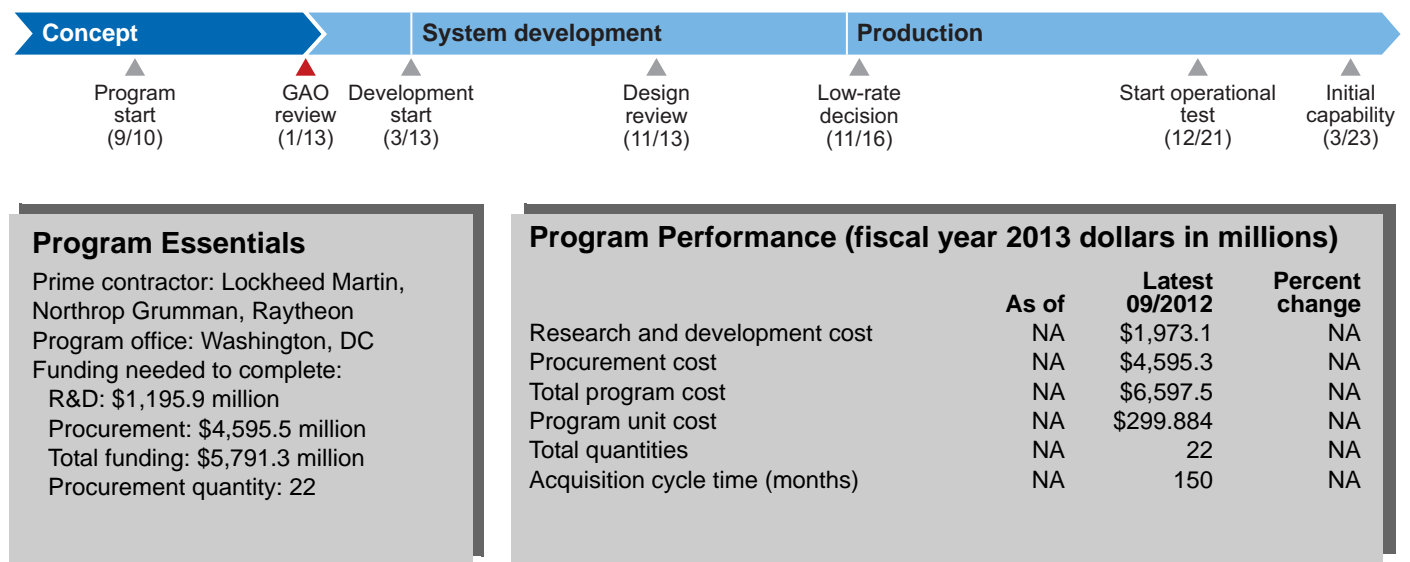 Concept
System development
Production
Program
start
(9/10)
GAO
review
(1/13)
Development
start
(3/13)
Design
review
(11/13)
Low-rate
decision
(11/16)
Start operational
test
(12/21)
Initial
capability
(3/23)
Program Essentials
Prime contractor: Lockheed Martin,
Northrop Grumman, Raytheon
Program office: Washington, DC
Funding needed to complete:
R&D: $1,195.9 million
Procurement: $4,595.5 million
Total funding: $5,791.3 million
Procurement quantity: 22
Program Performance (fiscal year 2013 dollars in millions)
As of Latest 09/2012 Percent change
Research and development cost NA $1,973.1 NA
Procurement cost NA $4,595.3 NA
Total program cost NA $6,597.5 NA
Program unit cost NA $299.884 NA
Total quantities NA 22 NA
Acquisition cycle time (months) NA 150 NA